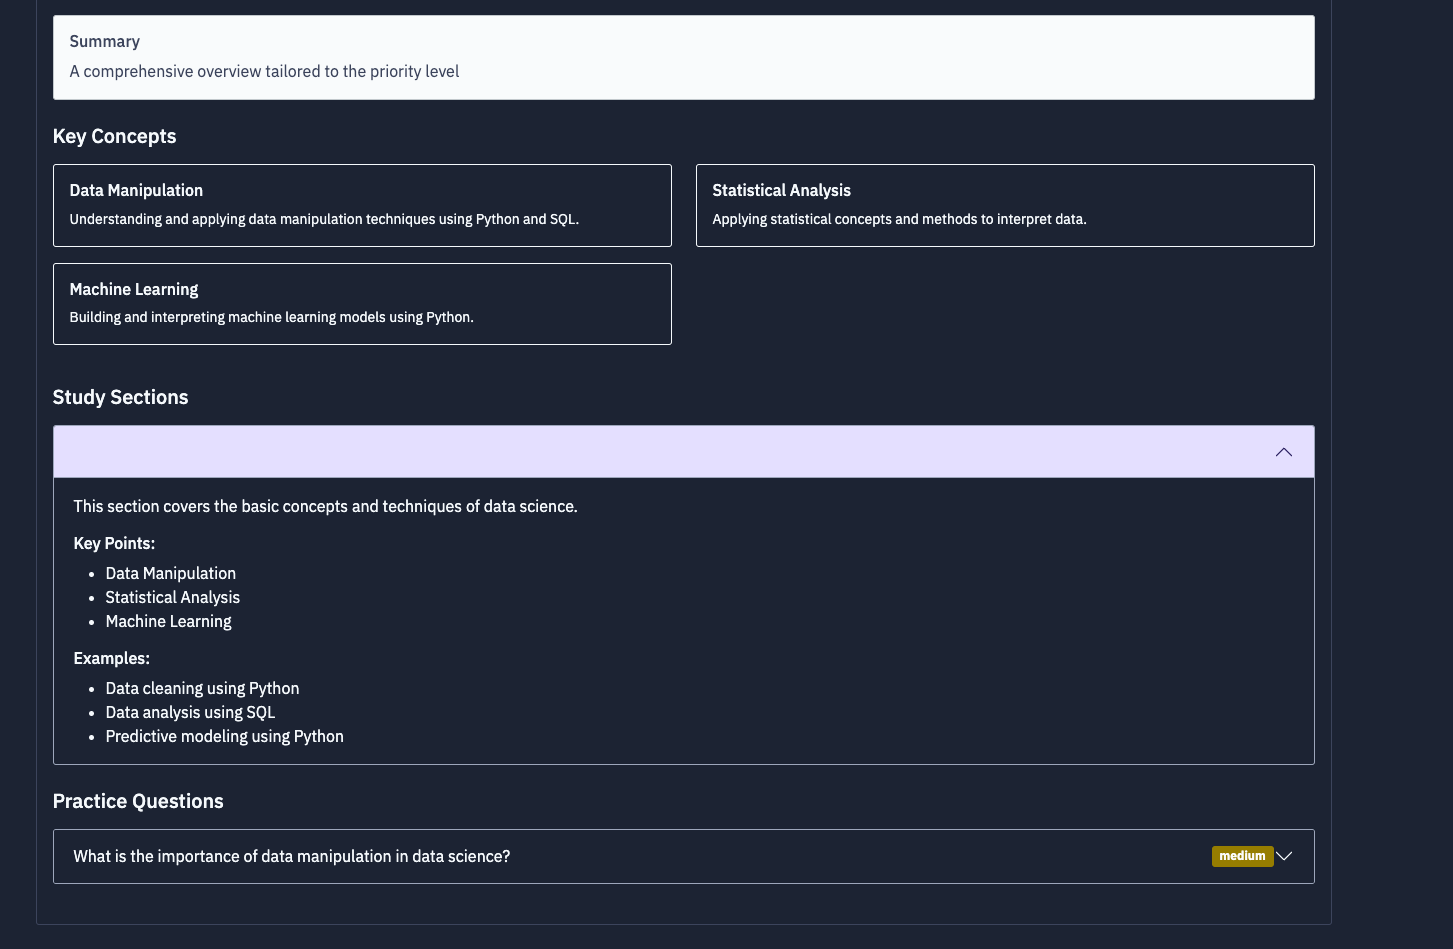 Summary
A comprehensive overview tailored to the priority level
Key Concepts
Data Manipulation
Understanding and applying data manipulation techniques using Python and SQL.
Statistical Analysis
Applying statistical concepts and methods to interpret data.
Machine Learning
Building and interpreting machine learning models using Python.
Study Sections
This section covers the basic concepts and techniques of data science.
Key Points:
Data Manipulation
Statistical Analysis
Machine Learning
Examples:
Data cleaning using Python
Data analysis using SQL
Predictive modeling using Python
Practice Questions
What is the importance of data manipulation in data science?
medium